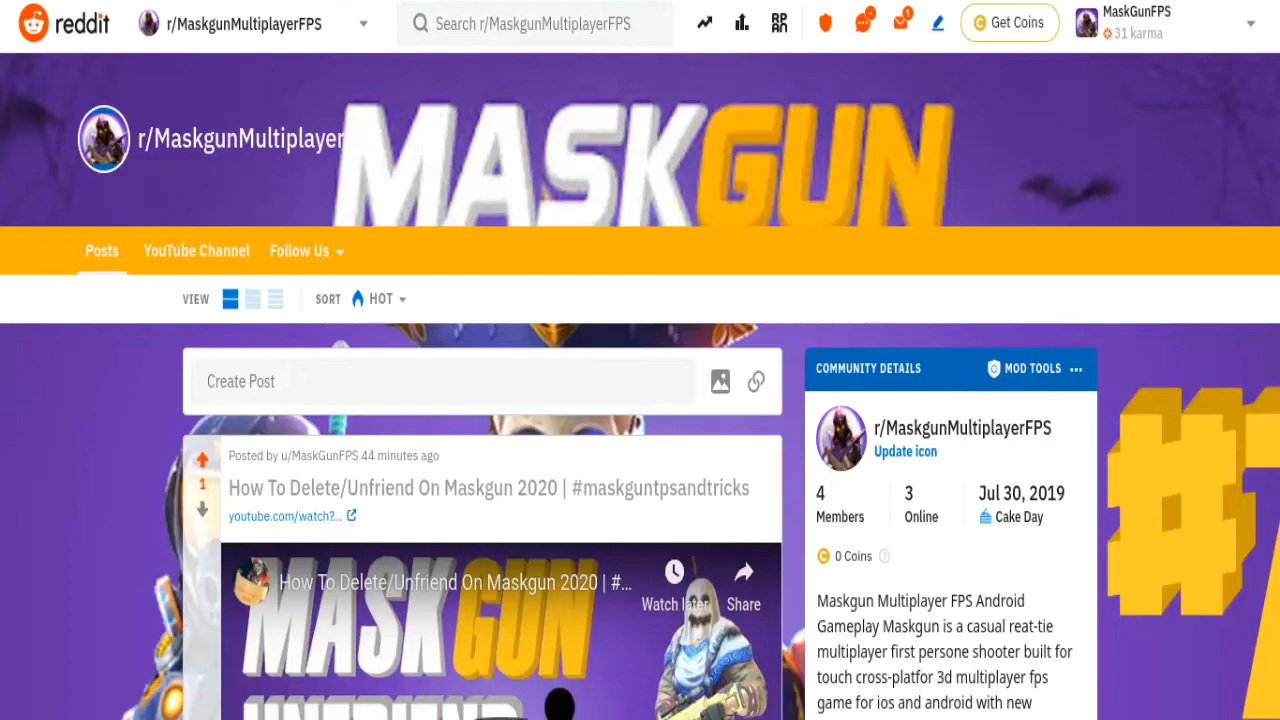 reddit r/MaskgunMultiplayerFPS Search r/MaskgunMultiplayerFPS 1 Get Coins MaskGunFPS
31 karma
r/MaskgunMultiplayer
MASKGUN
Posts YouTube Channel Follow Us
VIEW SORT HOT
Create Post
COMMUNITY DETAILS MOD TOOLS
r/MaskgunMultiplayerFPS
Update icon
4 3 Jul 30, 2019
Members Online Cake Day
0 Coins
Maskgun Multiplayer FPS Android
Gameplay Maskgun is a casual reat-tie
multiplayer first persone shooter built for
touch cross-platfor 3d multiplayer fps
game for ios and android with new
Posted by u/MaskGunFPS 44 minutes ago
1
How To Delete/Unfriend On Maskgun 2020 | #maskguntpsandtricks
youtube.com/watch?...
How To Delete/Unfriend On Maskgun 2020 | #...
Watch later Share
MASK GUN
UNFRIEND
#